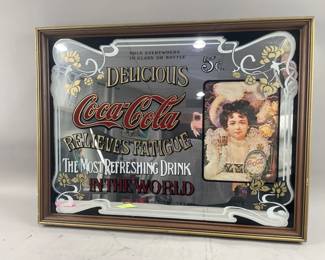 SOLD EVERYWHERE
IN GLASS OR BOTTLE
DELICIOUS
5¢.
Coca-Cola
RELIEVES FATIGUE
THE MOST REFRESHING DRINK
IN THE WORLD